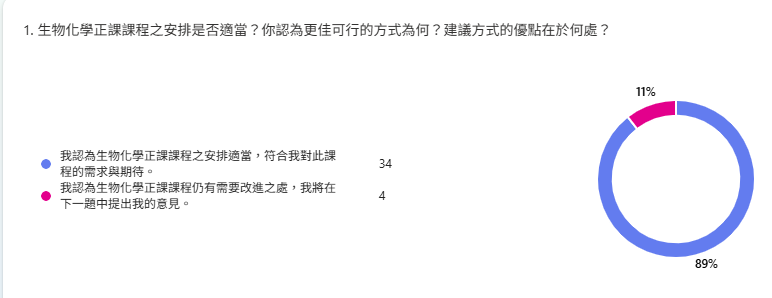 1. 生物化學正課課程之安排是否適當？你認為更佳可行的方式為何？建議方式的優點在於何處？
11%
我認為生物化學正課課程之安排適當，符合我對此課
程的需求與期待。
34
我認為生物化學正課課程仍有需要改進之處，我將在
下一題中提出我的意見。
4
89%